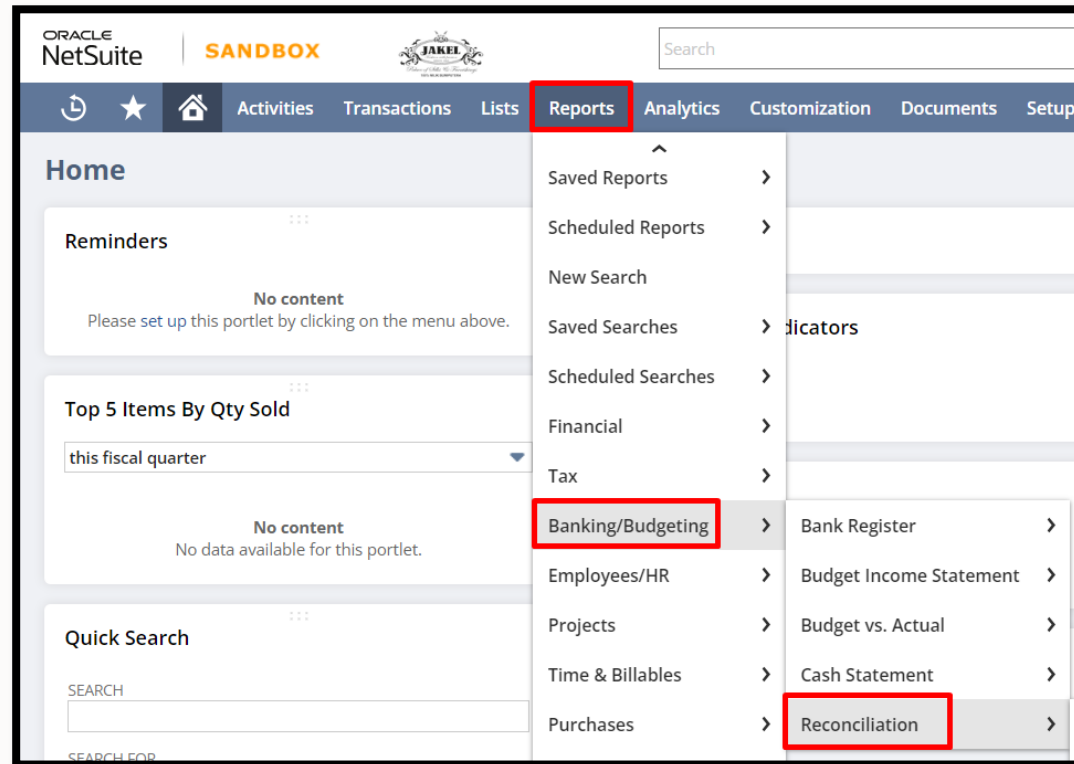 ORACLE
NetSuite
SANDBOX
JAKEL
Search
Activities Transactions Lists Reports Analytics Customization Documents Setup
Home
Reminders
No content
Please set up this portlet by clicking on the menu above.
Top 5 Items By Qty Sold
this fiscal quarter
No content
No data available for this portlet.
Quick Search
SEARCH
SEARCH FOR
Saved Reports
Scheduled Reports
New Search
Saved Searches
Scheduled Searches
Financial
Tax
Banking/Budgeting
Employees/HR
Projects
Time & Billables
Purchases
dicators
Bank Register
Budget Income Statement
Budget vs. Actual
Cash Statement
Reconciliation